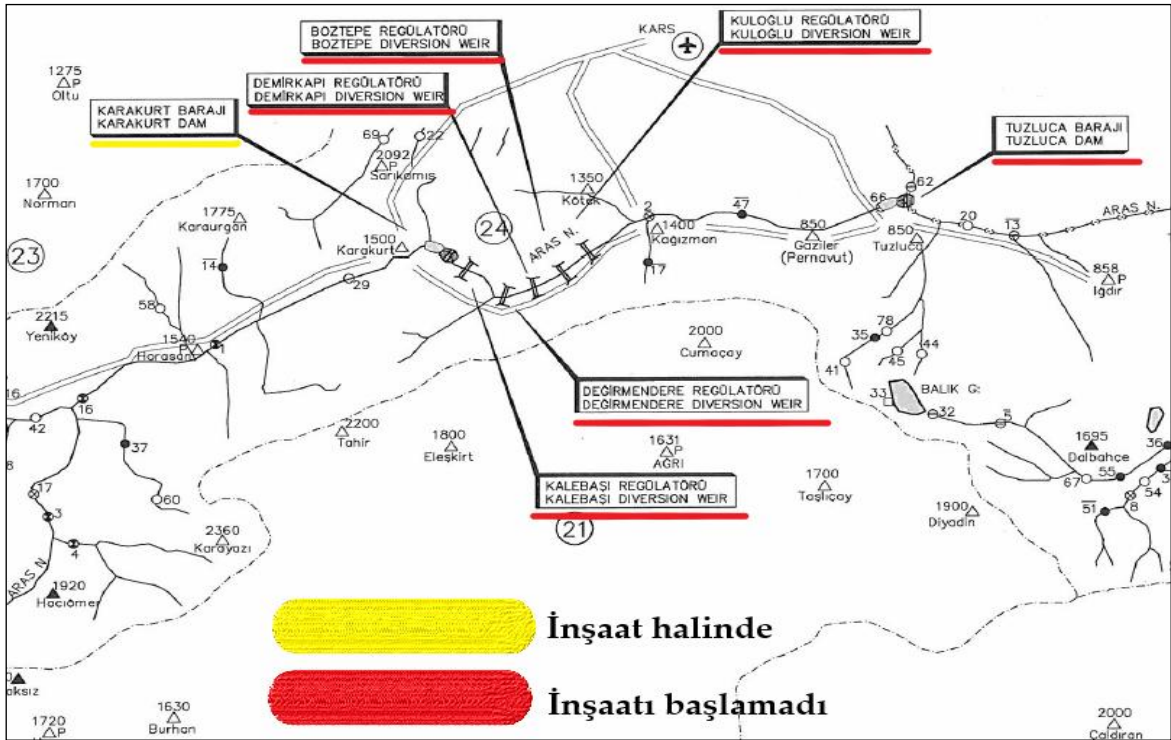 BOZTEPE REGÜLATÖRÜ
BOZTEPE DIVERSION WEIR
KULOĞLU REGÜLATÖRÜ
KULOĞLU DIVERSION WEIR
KARS
1275
P
Oltu
DEMİRKAPI REGÜLATÖRÜ
DEMİRKAPI DIVERSION WEIR
KARAKURT BARAJI
KARAKURT DAM
TUZLUCA BARAJI
TUZLUCA DAM
69
22
2092
P
Sarıkamış
1700
Norman
1350
Kötek
62
66
1775
Karaurgan
24
2
47
1400
Kağızman
20
13
ARAS N.
23
1500
Karakurt
ARAS N.
850
Gaziler
(Pernavut)
850
Tuzluca
14
17
858
P
Iğdır
29
58
2215
Yeniköy
1540
P
Horasan
1
2000
Cumaçay
35
78
41
45
44
16
16
42
DEĞİRMENDERE REGÜLATÖRÜ
DEĞİRMENDERE DIVERSION WEIR
33
BALIK G:
32
5
37
2200
Tahir
1800
Eleşkirt
1631
P
AĞRI
1695
Dalbahçe
36
8
17
60
KALEBAŞI REGÜLATÖRÜ
KALEBAŞI DIVERSION WEIR
1700
Taşlıçay
67
55
54
3
3
21
1900
Diyadin
51
8
4
2360
Karayazı
ARAS N
1920
Hacıömer
İnşaat halinde
İnşaatı başlamadı
0
aksız
1720
P
1630
Burhan
2000
Çaldıran